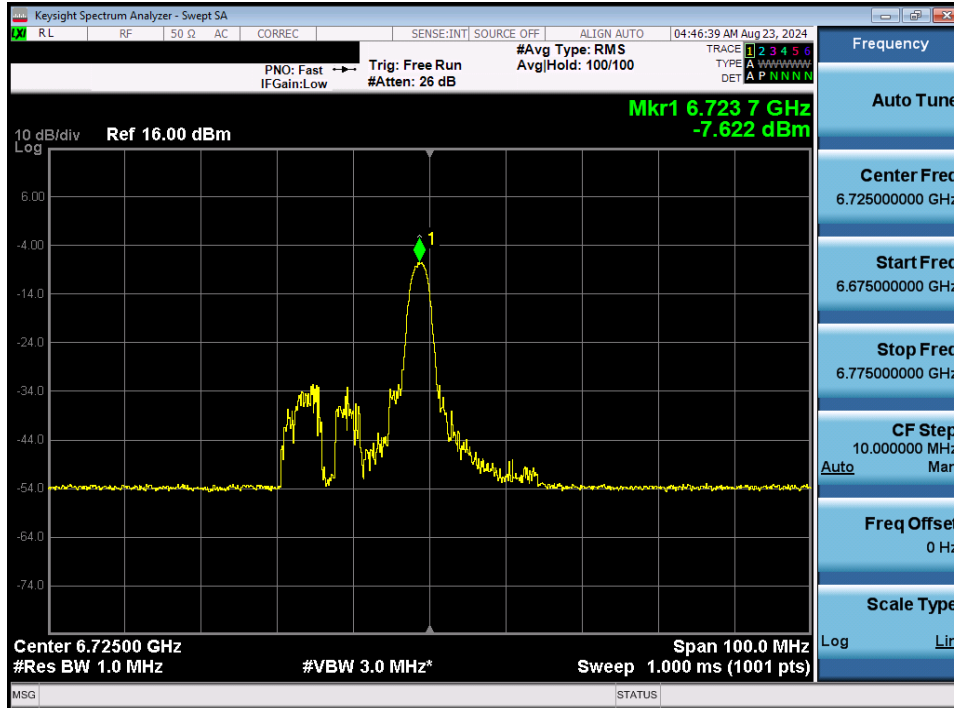 Keysight Spectrum Analyzer - Swept SA
LXI RL RF 50 Ω AC CORREC SENSE:INT SOURCE OFF ALIGN AUTO 04:46:39 AM Aug 23, 2024
PNO: Fast Trig: Free Run #Avg Type: RMS TRACE 1 2 3 4 5 6
IFGain:Low #Atten: 26 dB Avg|Hold: 100/100 TYPE A WWWWW
DET A P N N N N
Mkr1 6.723 7 GHz
-7.622 dBm
10 dB/div Ref 16.00 dBm
Log
1
6.00
-4.00
-14.0
-24.0
-34.0
-44.0
-54.0
-64.0
-74.0
Center 6.72500 GHz Span 100.0 MHz
#Res BW 1.0 MHz #VBW 3.0 MHz* Sweep 1.000 ms (1001 pts)
MSG STATUS
Frequency
Auto Tune
Center Freq
6.725000000 GHz
Start Freq
6.675000000 GHz
Stop Freq
6.775000000 GHz
CF Step
10.000000 MHz
Auto Man
Freq Offset
0 Hz
Scale Type
Log Lin